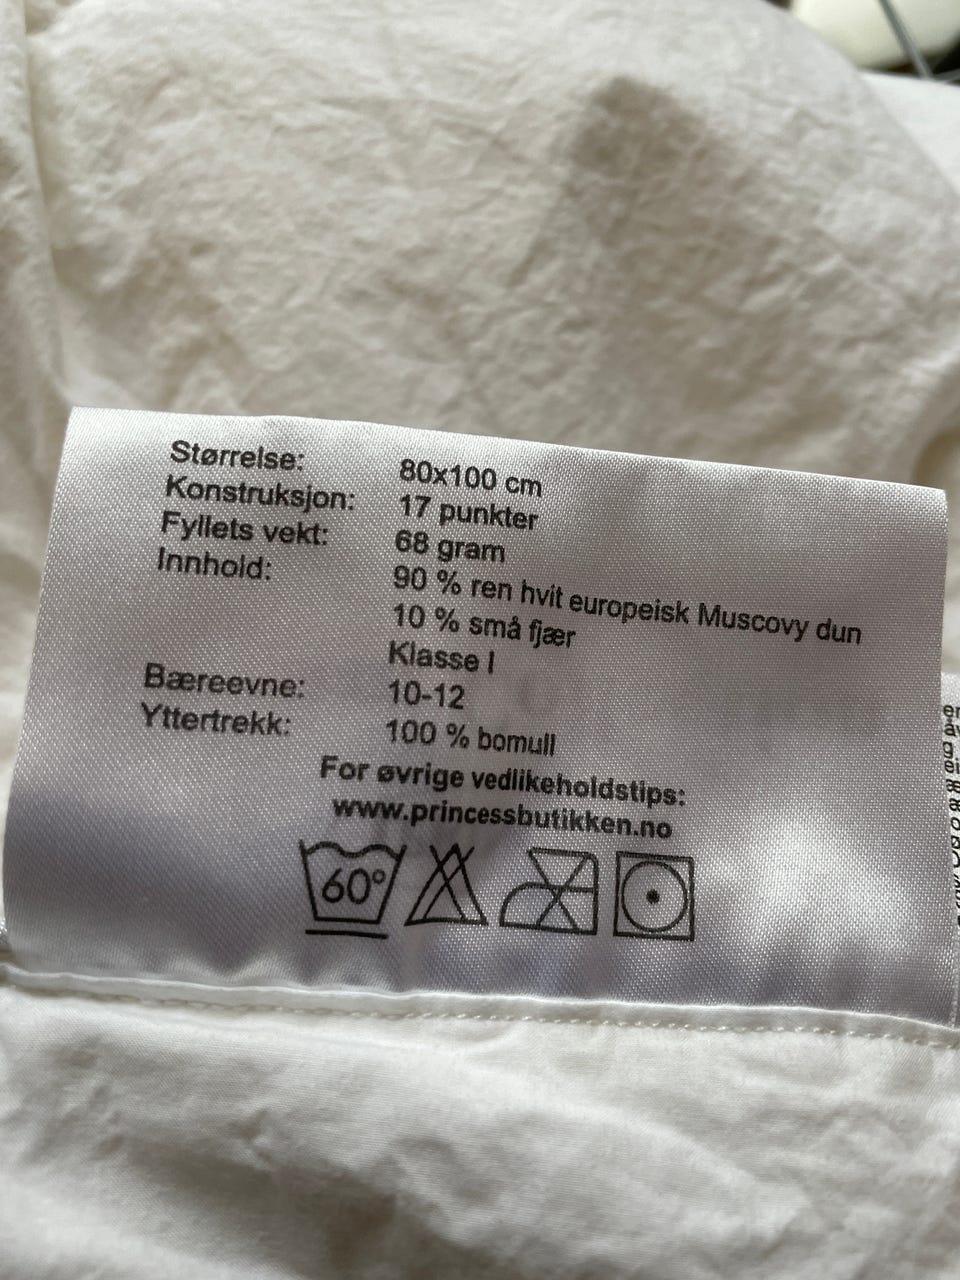 Størrelse: 80x100 cm
Konstruksjon: 17 punkter
Fyllets vekt: 68 gram
Innhold: 90 % ren hvit europeisk Muscovy dun
10 % små fjær
Klasse I
Bæreevne: 10-12
Yttertrekk: 100 % bomull
For øvrige vedlikeholdstips:
www.princessbutikken.no
60°